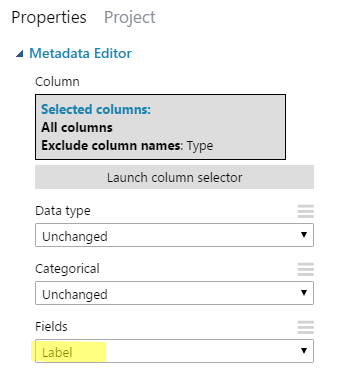 Properties Project
Metadata Editor
Column
Selected columns:
All columns
Exclude column names: Type
Launch column selector
Data type
Unchanged
Categorical
Unchanged
Fields
Label